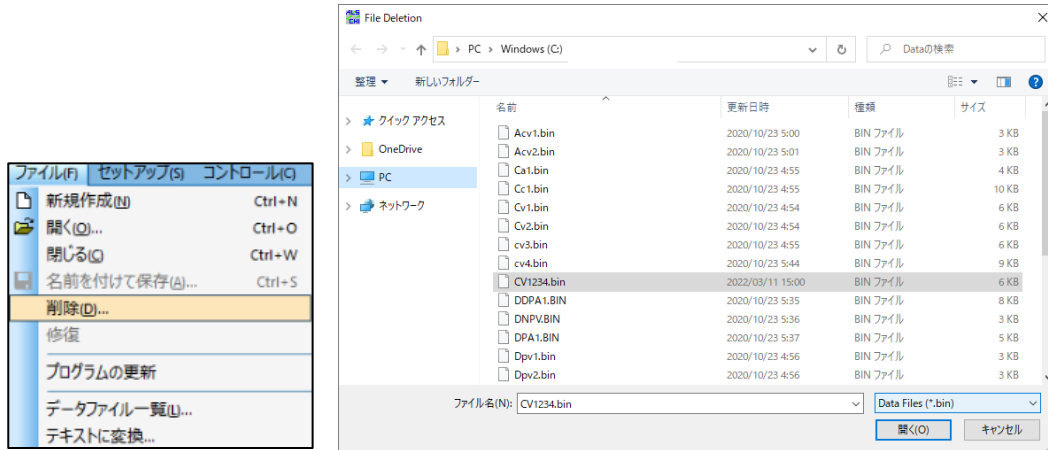 ファイル(F) セットアップ(S) コントロール(C)
新規作成(N) Ctrl+N
開く(O)... Ctrl+O
閉じる(C) Ctrl+W
名前を付けて保存(A)... Ctrl+S
削除(D)...
修復
プログラムの更新
データファイル一覧(L)...
テキストに変換...
File Deletion
PC › Windows (C:) Dataの検索
整理 新しいフォルダー
名前 更新日時 種類 サイズ
クイック アクセス
OneDrive
PC
ネットワーク
Acv1.bin 2020/10/23 5:00 BIN ファイル 3 KB
Acv2.bin 2020/10/23 5:01 BIN ファイル 3 KB
Ca1.bin 2020/10/23 4:55 BIN ファイル 4 KB
Cc1.bin 2020/10/23 4:55 BIN ファイル 10 KB
Cv1.bin 2020/10/23 4:54 BIN ファイル 6 KB
Cv2.bin 2020/10/23 4:54 BIN ファイル 6 KB
cv3.bin 2020/10/23 4:55 BIN ファイル 6 KB
cv4.bin 2020/10/23 5:44 BIN ファイル 9 KB
CV1234.bin 2022/03/11 15:00 BIN ファイル 6 KB
DDPA1.BIN 2020/10/23 5:35 BIN ファイル 8 KB
DNPV.BIN 2020/10/23 5:36 BIN ファイル 3 KB
DPA1.BIN 2020/10/23 5:37 BIN ファイル 5 KB
Dpv1.bin 2020/10/23 4:56 BIN ファイル 3 KB
Dpv2.bin 2020/10/23 4:56 BIN ファイル 3 KB
ファイル名(N): CV1234.bin Data Files (*.bin)
開く(O) キャンセル